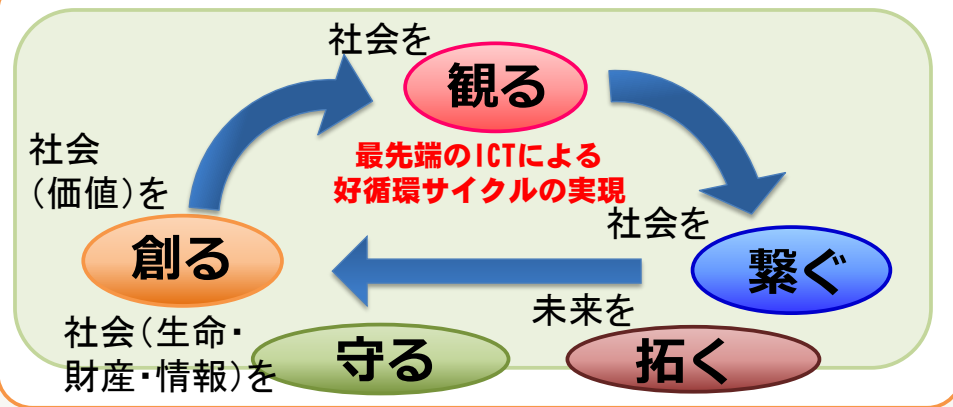 社会を
観る
最先端のICTによる
好循環サイクルの実現
社会
（価値）を
創る
社会を
繋ぐ
未来を
拓く
社会（生命・
財産・情報）を
守る